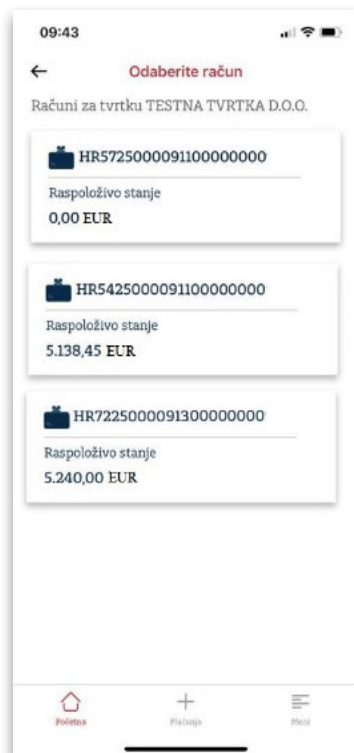 09:43
Odaberite račun
Računi za tvrtku TESTNA TVRTKA D.O.O.
HR5725000091100000000
Raspoloživo stanje
0,00 EUR
HR5425000091100000000
Raspoloživo stanje
5.138,45 EUR
HR7225000091300000000
Raspoloživo stanje
5.240,00 EUR
Početna Plaćanja Meni